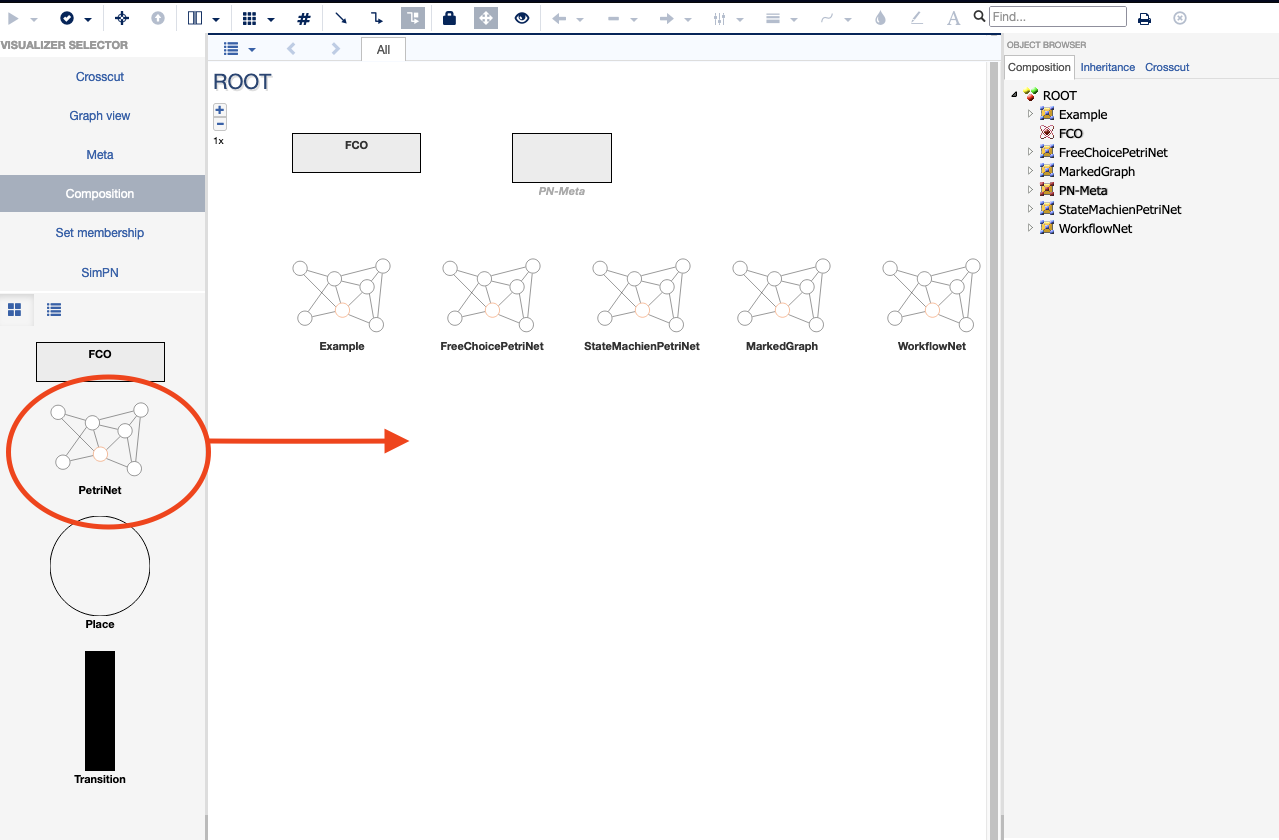 Find...
VISUALIZER SELECTOR
Crosscut
Graph view
Meta
Composition
Set membership
SimPN
FCO
PetriNet
Place
Transition
All
ROOT
1x
FCO
PN-Meta
Example
FreeChoicePetriNet
StateMachienPetriNet
MarkedGraph
WorkflowNet
OBJECT BROWSER
Composition Inheritance Crosscut
ROOT
Example
FCO
FreeChoicePetriNet
MarkedGraph
PN-Meta
StateMachienPetriNet
WorkflowNet